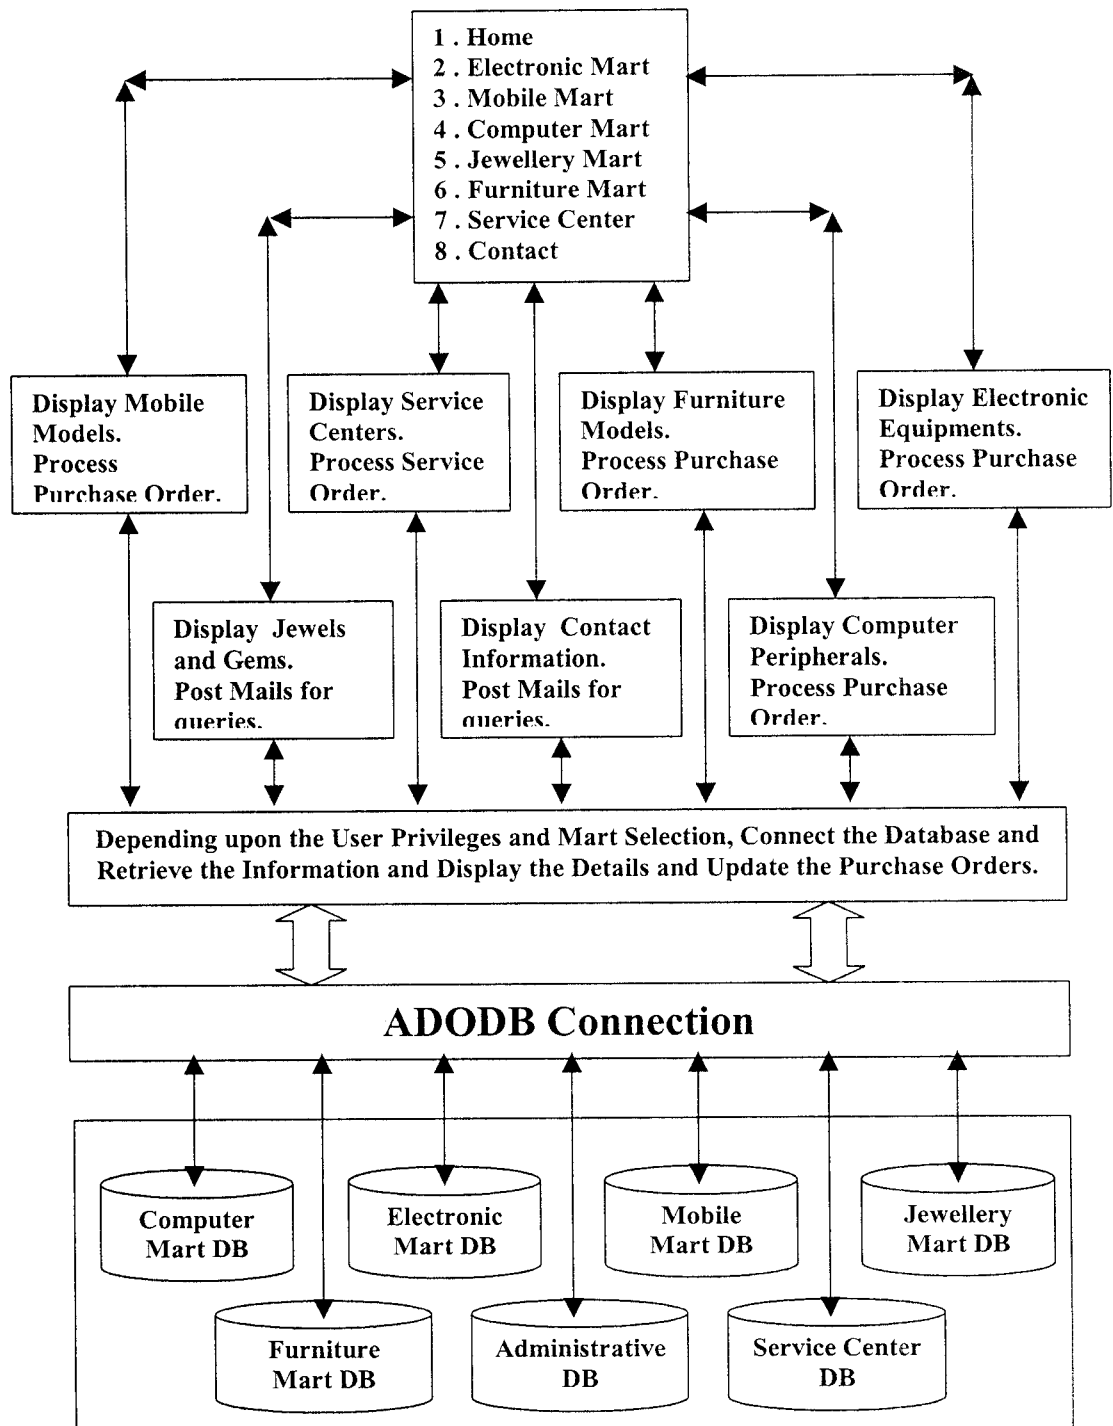 1 . Home
2 . Electronic Mart
3 . Mobile Mart
4 . Computer Mart
5 . Jewellery Mart
6 . Furniture Mart
7 . Service Center
8 . Contact
Display Mobile
Models.
Process
Purchase Order.
Display Service
Centers.
Process Service
Order.
Display Furniture
Models.
Process Purchase
Order.
Display Electronic
Equipments.
Process Purchase
Order.
Display Jewels
and Gems.
Post Mails for
queries.
Display Contact
Information.
Post Mails for
queries.
Display Computer
Peripherals.
Process Purchase
Order.
Depending upon the User Privileges and Mart Selection, Connect the Database and
Retrieve the Information and Display the Details and Update the Purchase Orders.
ADODB Connection
Computer
Mart DB
Electronic
Mart DB
Mobile
Mart DB
Jewellery
Mart DB
Furniture
Mart DB
Administrative
DB
Service Center
DB